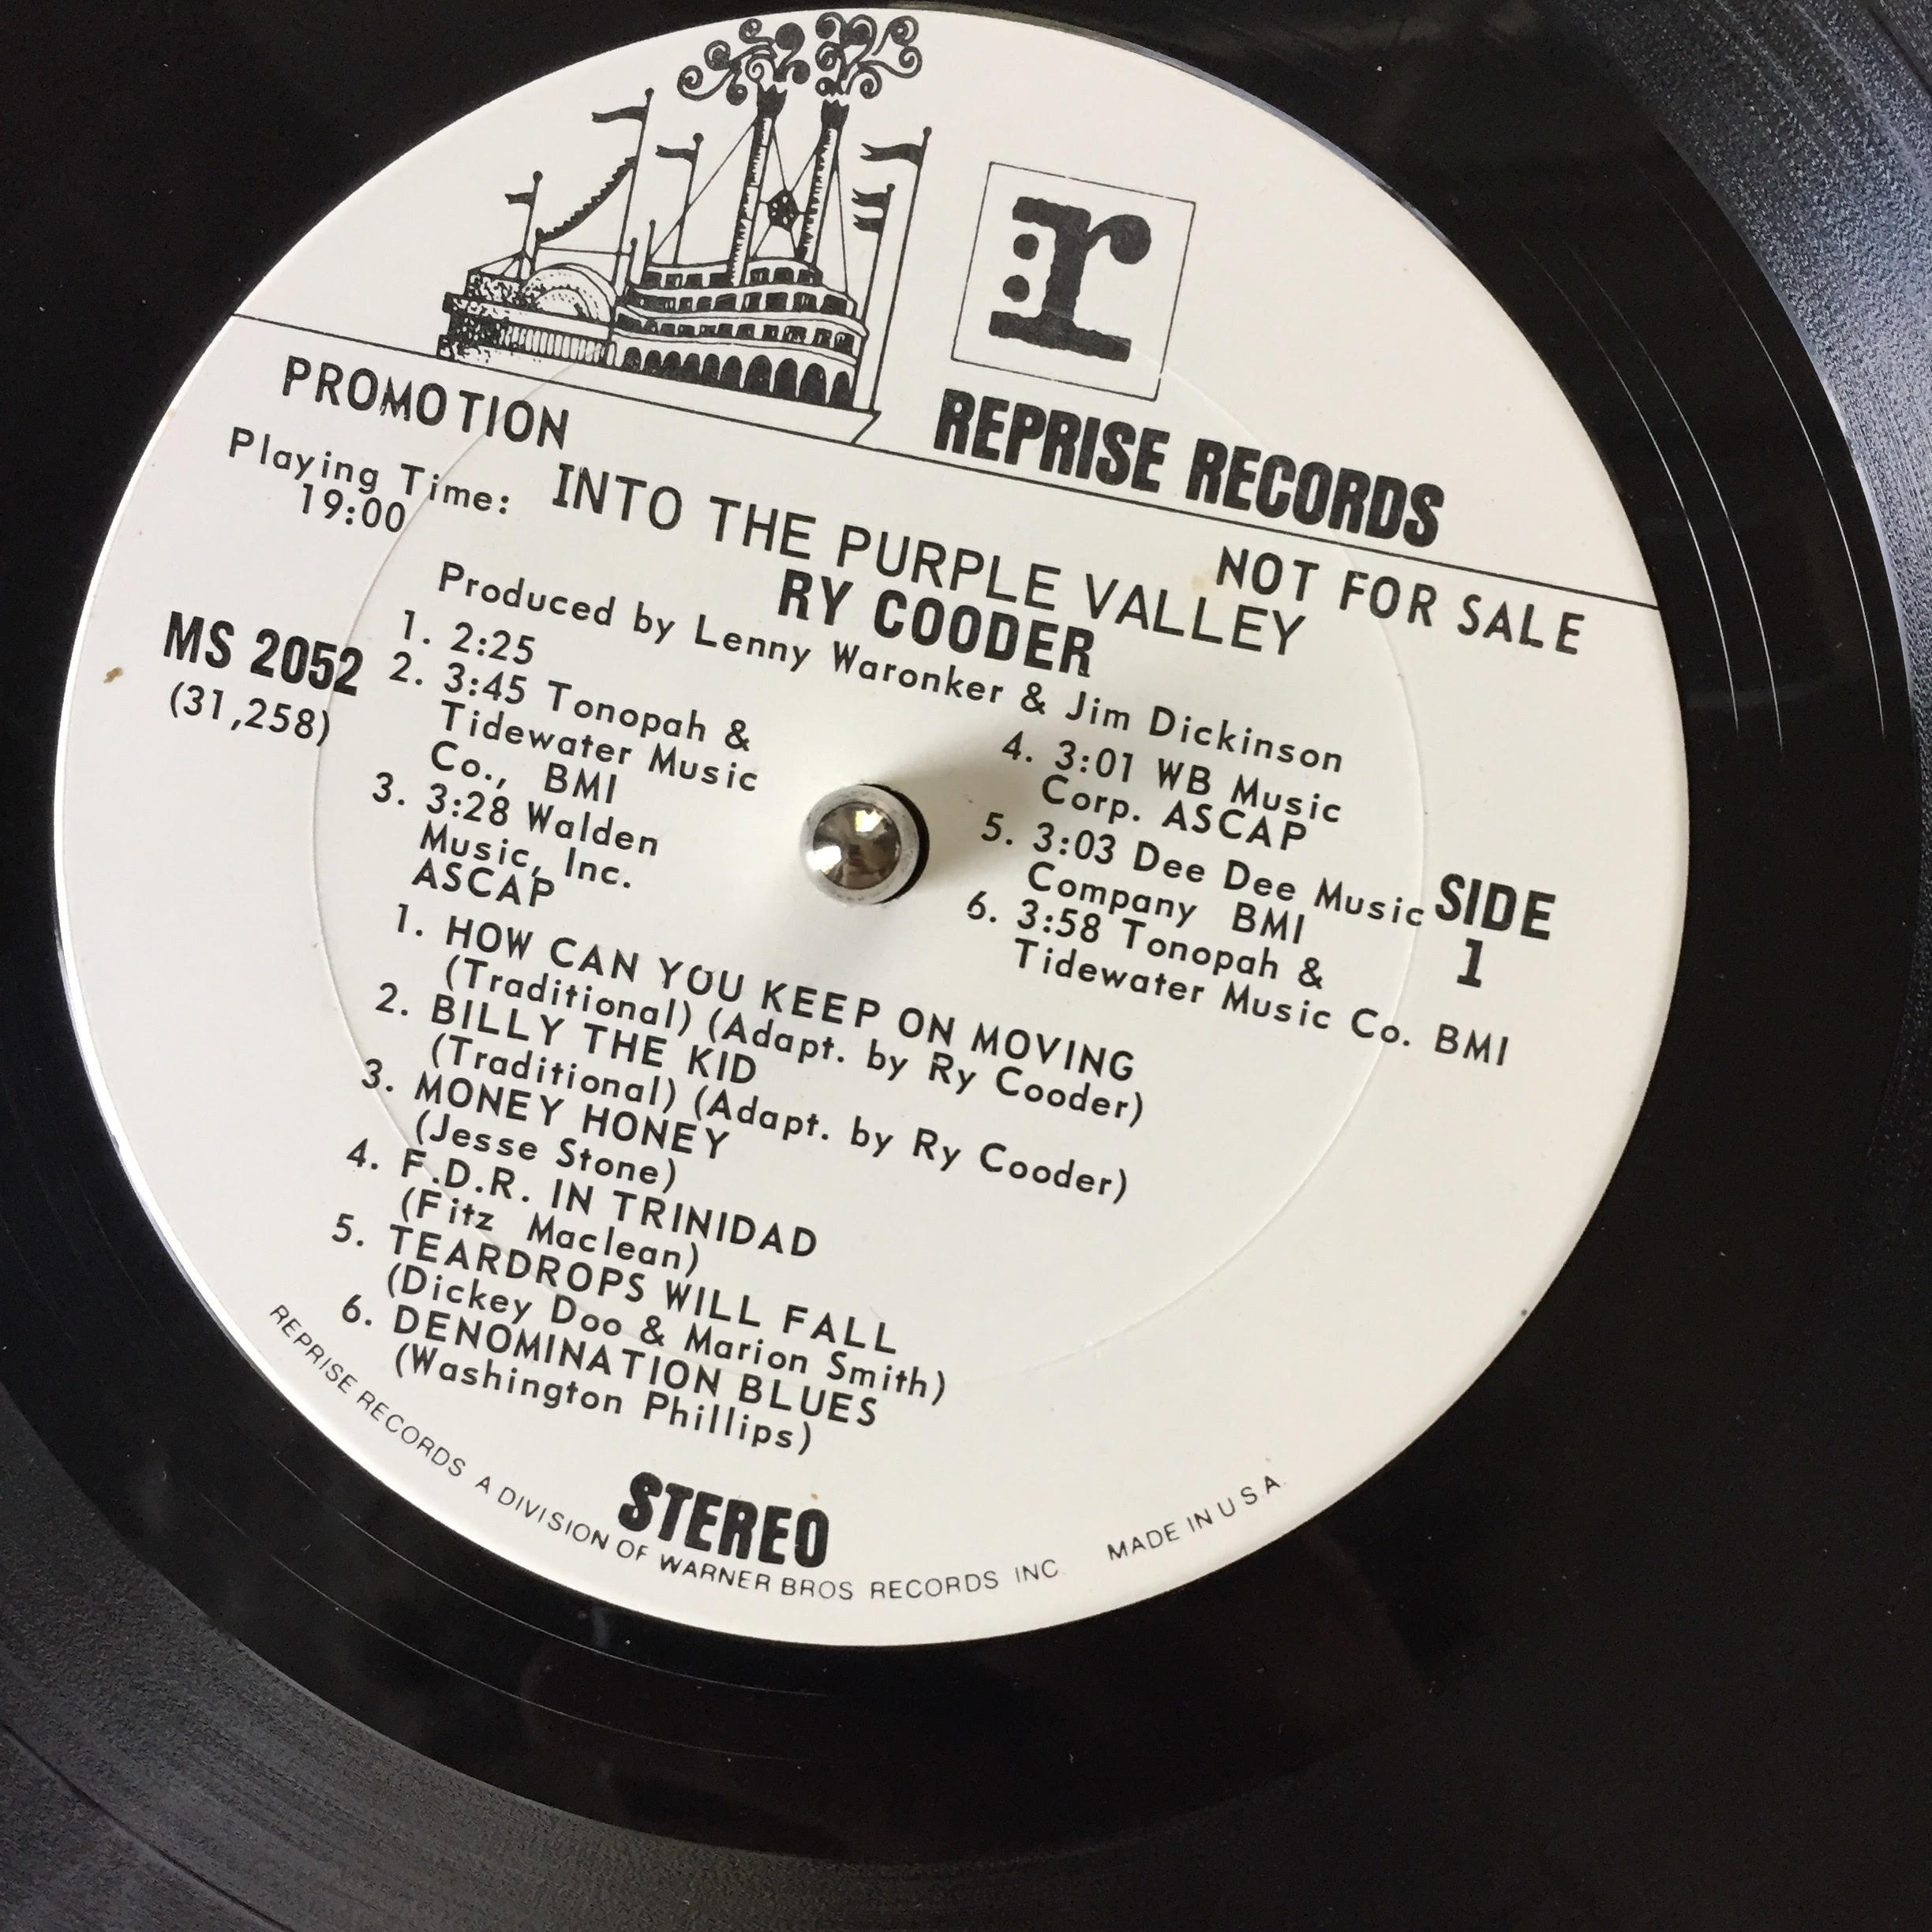 :r
REPRISE RECORDS
PROMOTION
NOT FOR SALE
Playing Time:
19:00
INTO THE PURPLE VALLEY
RY COODER
Produced by Lenny Waronker & Jim Dickinson
MS 2052
(31,258)
1. 2:25
2. 3:45 Tonopah &
Tidewater Music
Co., BMI
3. 3:28 Walden
Music, Inc.
ASCAP
4. 3:01 WB Music
Corp. ASCAP
5. 3:03 Dee Dee Music
Company BMI
6. 3:58 Tonopah &
Tidewater Music Co. BMI
SIDE
1
1. HOW CAN YOU KEEP ON MOVING
(Traditional) (Adapt. by Ry Cooder)
2. BILLY THE KID
(Traditional) (Adapt. by Ry Cooder)
3. MONEY HONEY
(Jesse Stone)
4. F.D.R. IN TRINIDAD
(Fitz Maclean)
5. TEARDROPS WILL FALL
(Dickey Doo & Marion Smith)
6. DENOMINATION BLUES
(Washington Phillips)
STEREO
REPRISE RECORDS A DIVISION OF WARNER BROS RECORDS INC. MADE IN U.S.A.